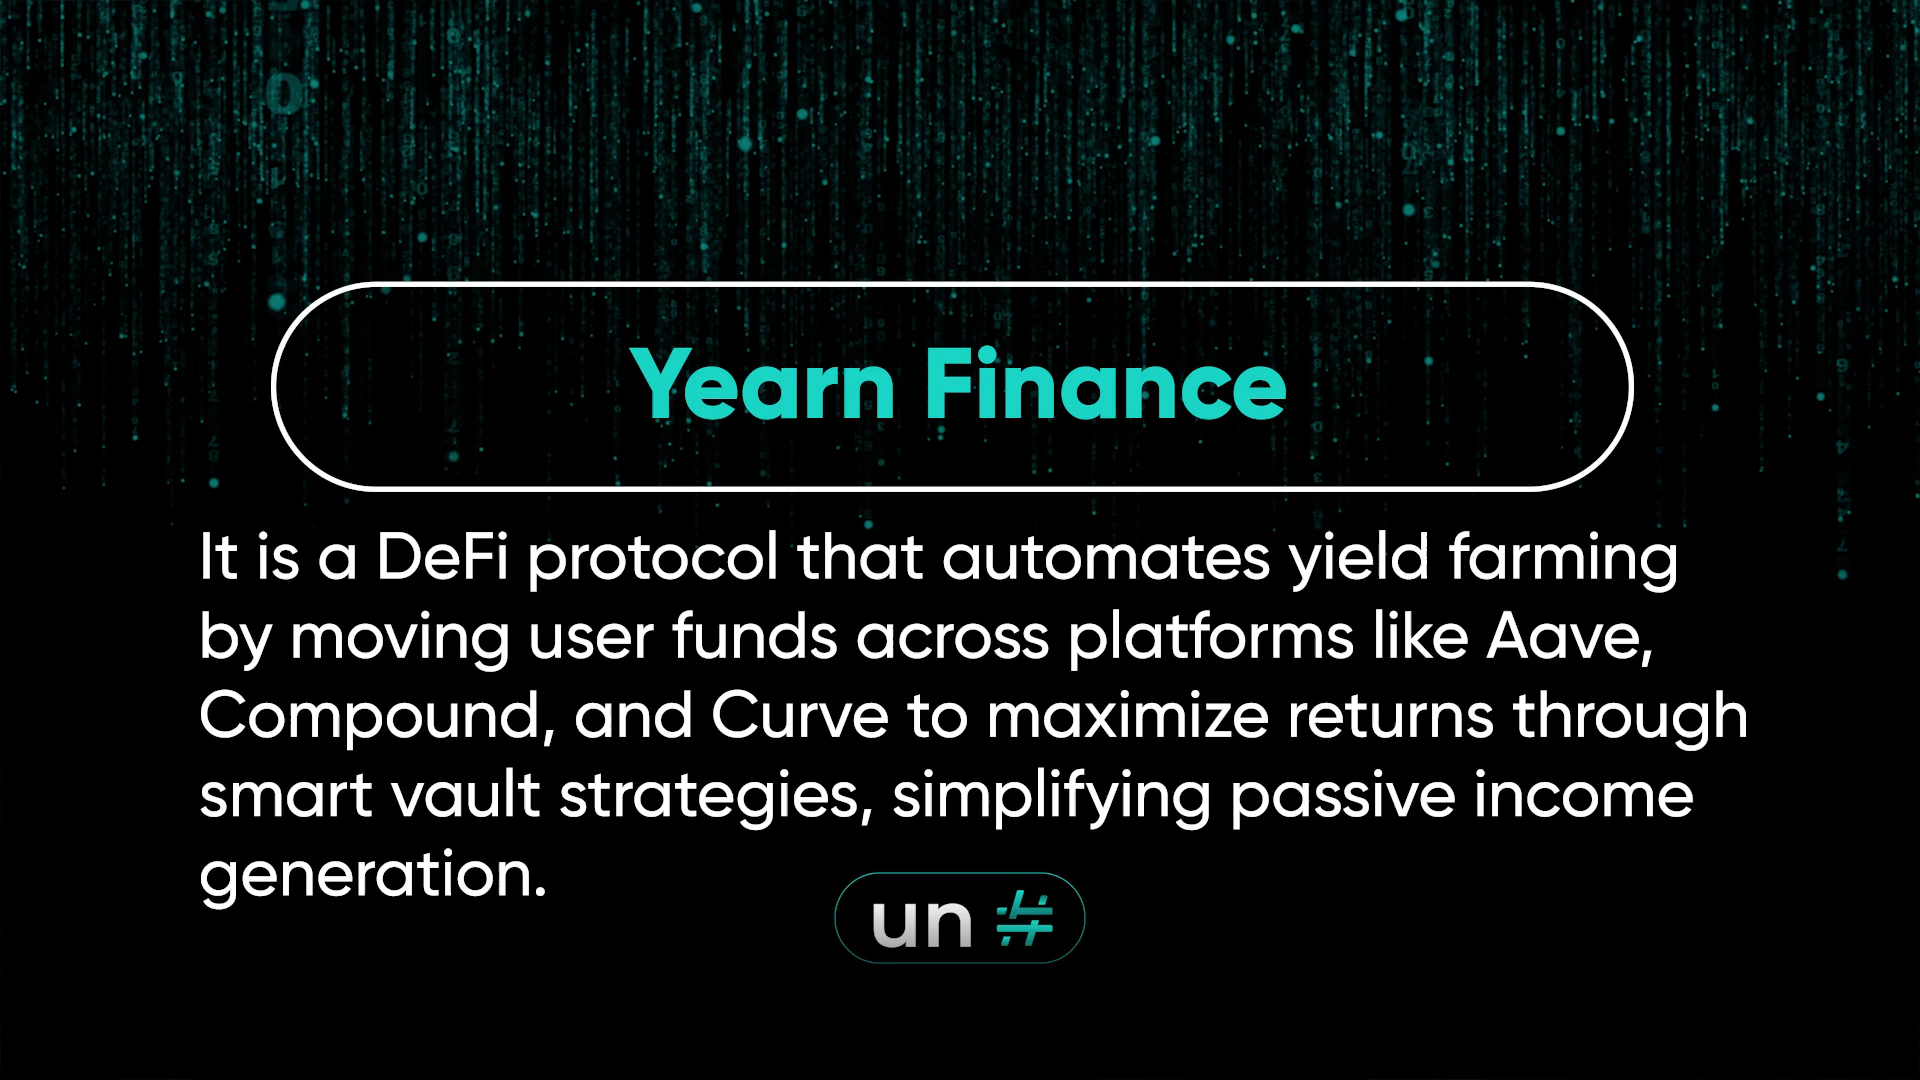 Yearn Finance
It is a DeFi protocol that automates yield farming
by moving user funds across platforms like Aave,
Compound, and Curve to maximize returns through
smart vault strategies, simplifying passive income
generation.
un #